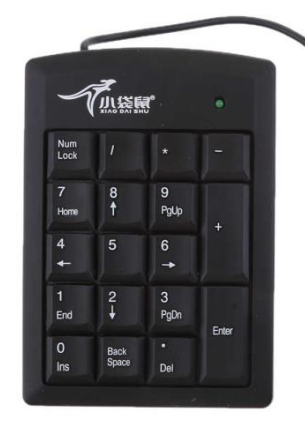 小袋鼠®
XIAO DAI SHU
Num
Lock
/
*
−
7
Home
8
↑
9
PgUp
+
4
←
5
6
→
1
End
2
↓
3
PgDn
Enter
0
Ins
Back
Space
.
Del